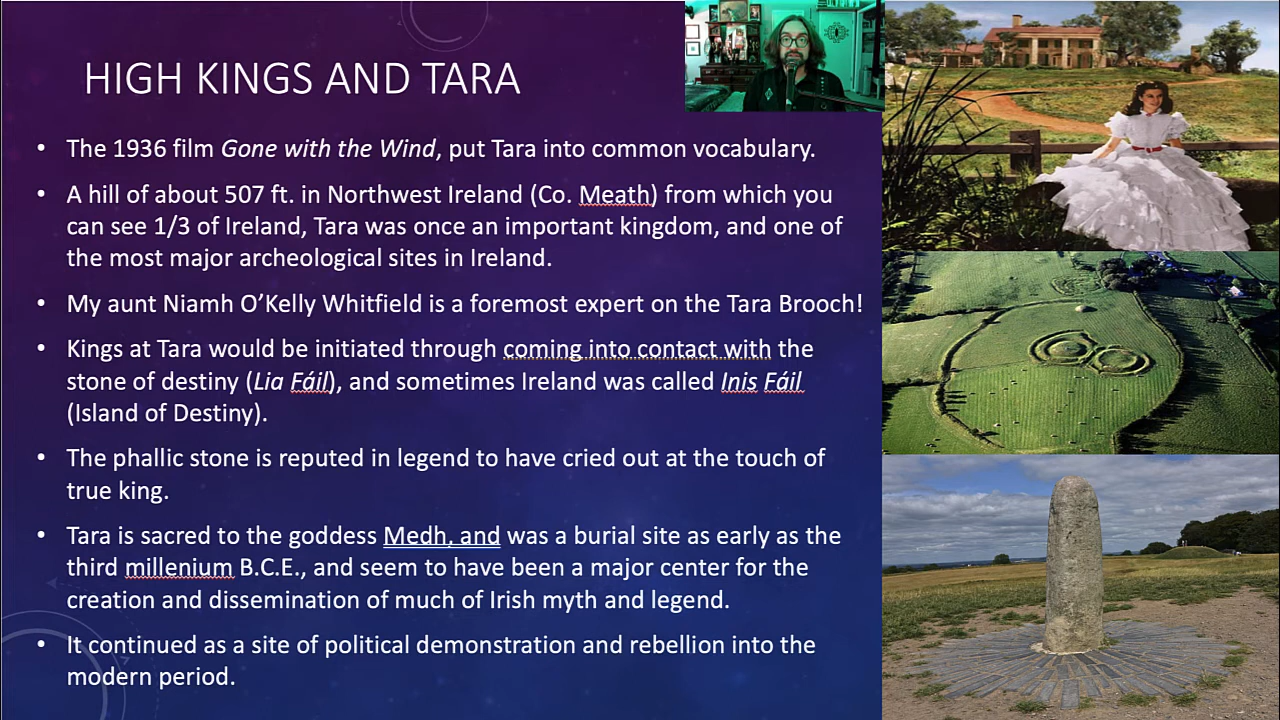 HIGH KINGS AND TARA
• The 1936 film Gone with the Wind, put Tara into common vocabulary.
• A hill of about 507 ft. in Northwest Ireland (Co. Meath) from which you
can see 1/3 of Ireland, Tara was once an important kingdom, and one of
the most major archeological sites in Ireland.
• My aunt Niamh O’Kelly Whitfield is a foremost expert on the Tara Brooch!
• Kings at Tara would be initiated through coming into contact with the
stone of destiny (Lia Fáil), and sometimes Ireland was called Inis Fáil
(Island of Destiny).
• The phallic stone is reputed in legend to have cried out at the touch of
true king.
• Tara is sacred to the goddess Medh, and was a burial site as early as the
third millenium B.C.E., and seem to have been a major center for the
creation and dissemination of much of Irish myth and legend.
• It continued as a site of political demonstration and rebellion into the
modern period.